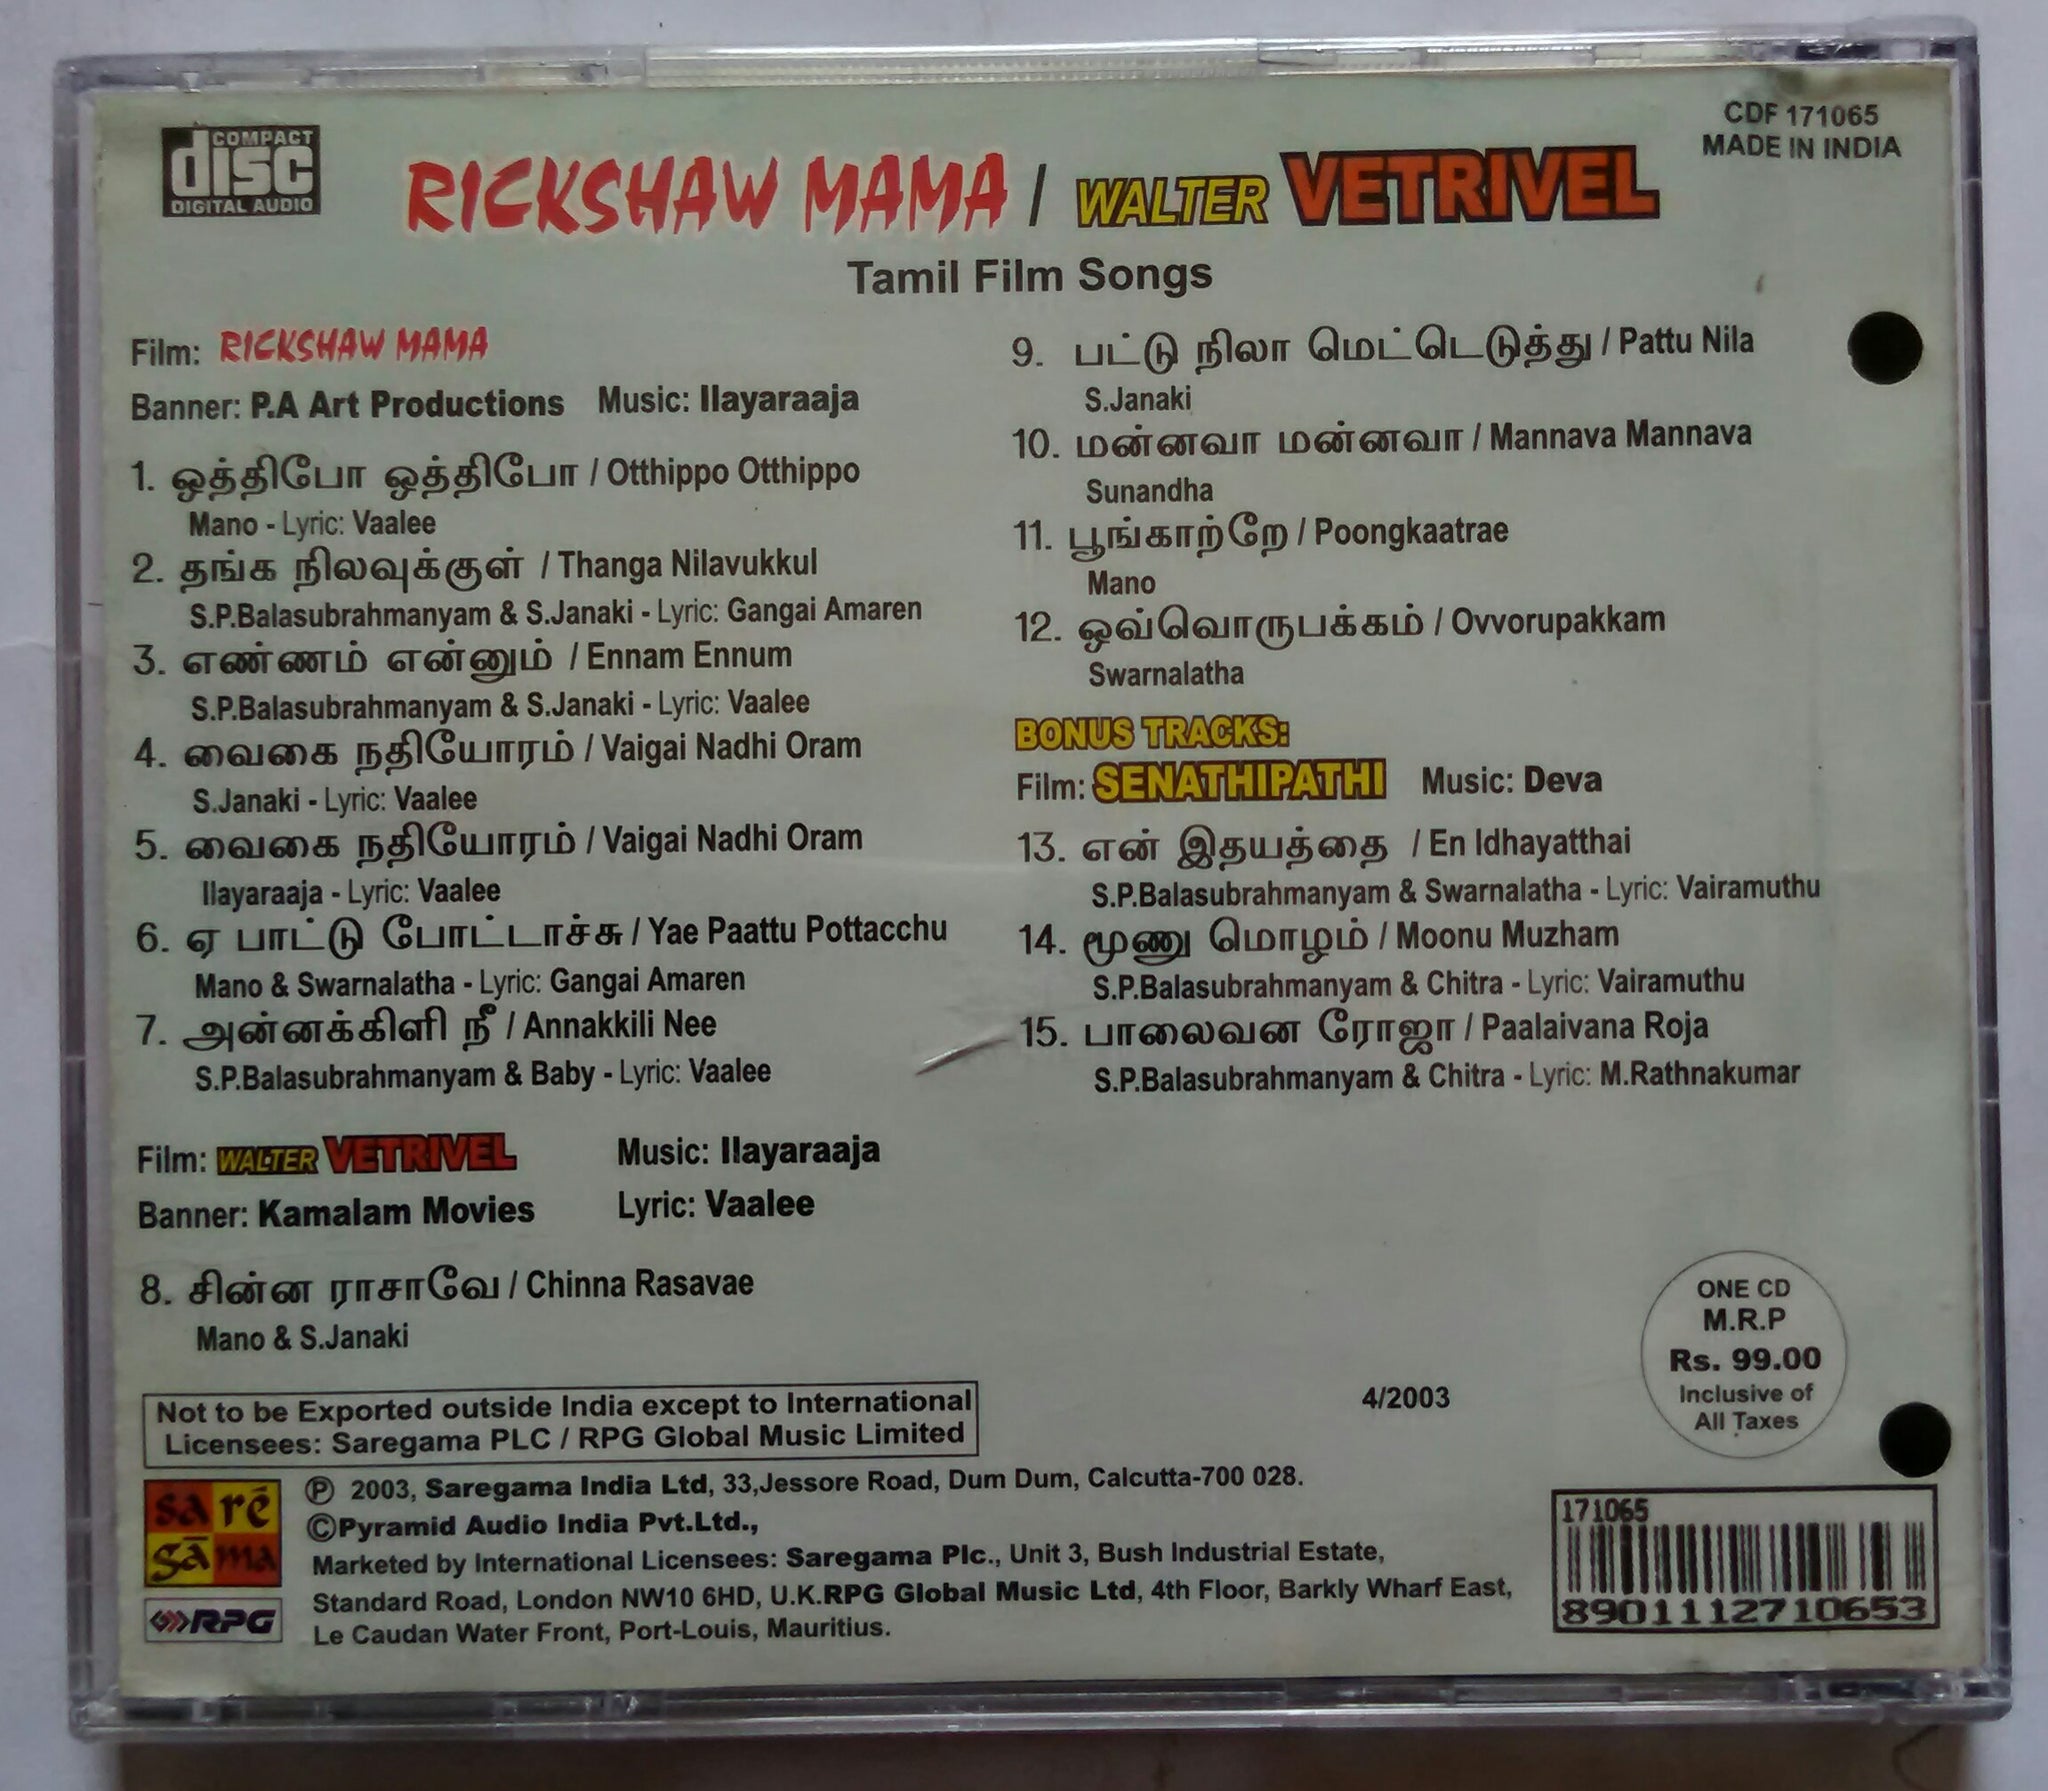 COMPACT
disc
DIGITAL AUDIO
CDF 171065
MADE IN INDIA
RICKSHAW MAMA / WALTER VETRIVEL
Tamil Film Songs
Film: RICKSHAW MAMA
Banner: P.A Art Productions Music: Ilayaraaja
1. ஒத்திபோ ஒத்திபோ / Otthippo Otthippo
Mano - Lyric: Vaalee
2. தங்க நிலவுக்குள் / Thanga Nilavukkul
S.P.Balasubrahmanyam & S.Janaki - Lyric: Gangai Amaren
3. எண்ணம் என்னும் / Ennam Ennum
S.P.Balasubrahmanyam & S.Janaki - Lyric: Vaalee
4. வைகை நதியோரம் / Vaigai Nadhi Oram
S.Janaki - Lyric: Vaalee
5. வைகை நதியோரம் / Vaigai Nadhi Oram
Ilayaraaja - Lyric: Vaalee
6. ஏ பாட்டு போட்டாச்சு / Yae Paattu Pottacchu
Mano & Swarnalatha - Lyric: Gangai Amaren
7. அன்னக்கிளி நீ / Annakkili Nee
S.P.Balasubrahmanyam & Baby - Lyric: Vaalee
Film: WALTER VETRIVEL Music: Ilayaraaja
Banner: Kamalam Movies Lyric: Vaalee
8. சின்ன ராசாவே / Chinna Rasavae
Mano & S.Janaki
9. பட்டு நிலா மெட்டெடுத்து / Pattu Nila
S.Janaki
10. மன்னவா மன்னவா / Mannava Mannava
Sunandha
11. பூங்காற்றே / Poongkaatrae
Mano
12. ஒவ்வொருபக்கம் / Ovvorupakkam
Swarnalatha
BONUS TRACKS:
Film: SENATHIPATHI Music: Deva
13. என் இதயத்தை / En Idhayatthai
S.P.Balasubrahmanyam & Swarnalatha - Lyric: Vairamuthu
14. மூணு மொழம் / Moonu Muzham
S.P.Balasubrahmanyam & Chitra - Lyric: Vairamuthu
15. பாலைவன ரோஜா / Paalaivana Roja
S.P.Balasubrahmanyam & Chitra - Lyric: M.Rathnakumar
ONE CD
M.R.P
Rs. 99.00
Inclusive of
All Taxes
4/2003
Not to be Exported outside India except to International
Licensees: Saregama PLC / RPG Global Music Limited
sa ré
gā ma
RPG
℗ 2003, Saregama India Ltd, 33,Jessore Road, Dum Dum, Calcutta-700 028.
©Pyramid Audio India Pvt.Ltd.,
Marketed by International Licensees: Saregama Plc., Unit 3, Bush Industrial Estate,
Standard Road, London NW10 6HD, U.K.RPG Global Music Ltd, 4th Floor, Barkly Wharf East,
Le Caudan Water Front, Port-Louis, Mauritius.
171065
8901112710653